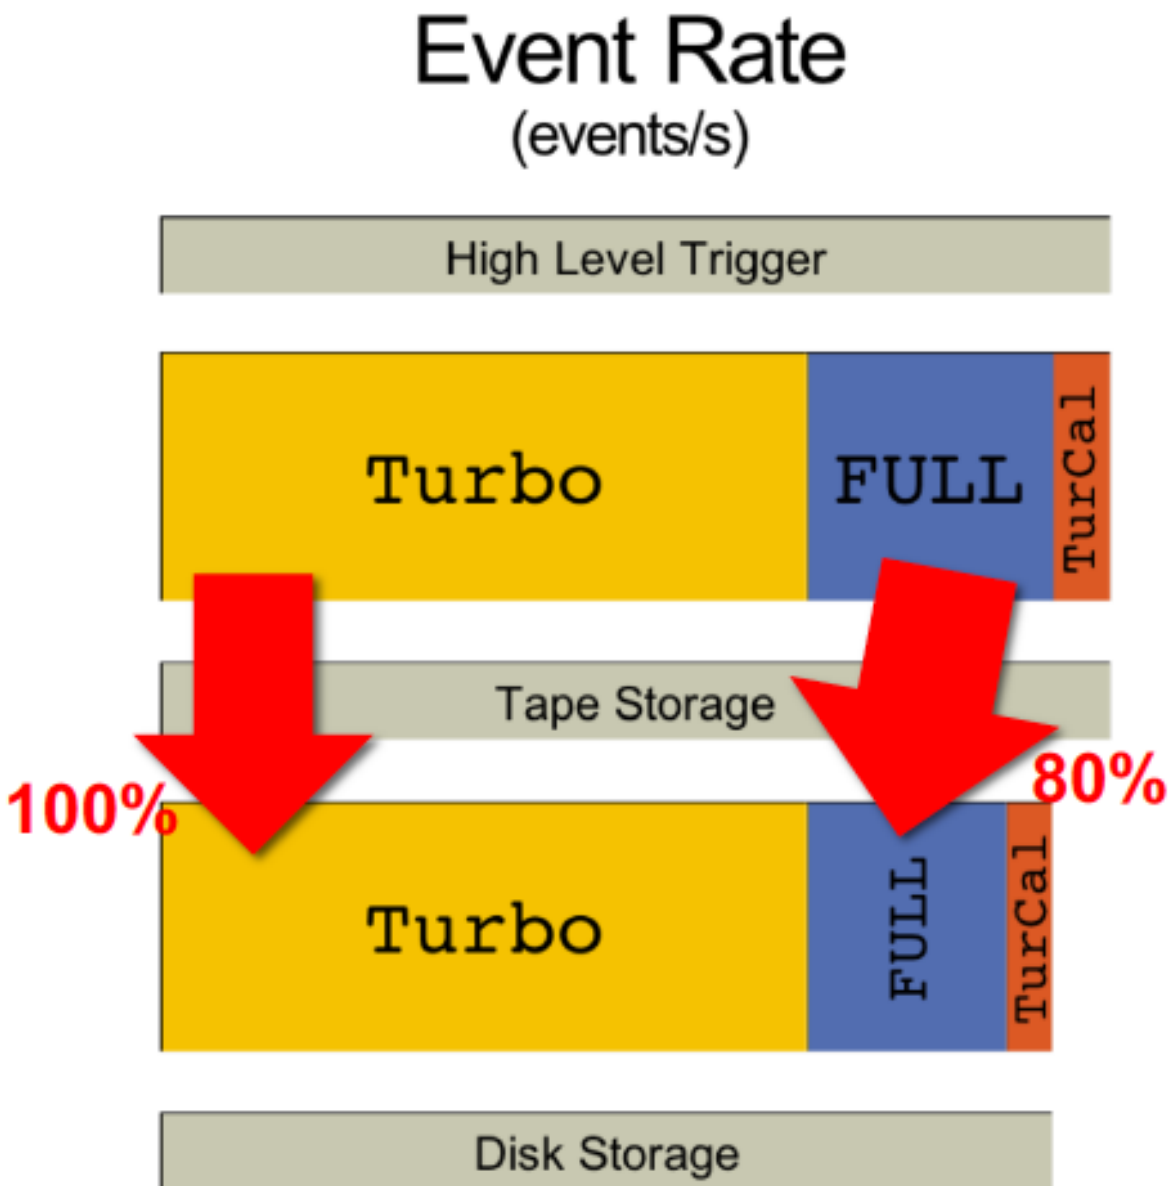 Event Rate
(events/s)
High Level Trigger
Turbo
FULL
TurCal
Tape Storage
100%
80%
Turbo
FULL
TurCal
Disk Storage